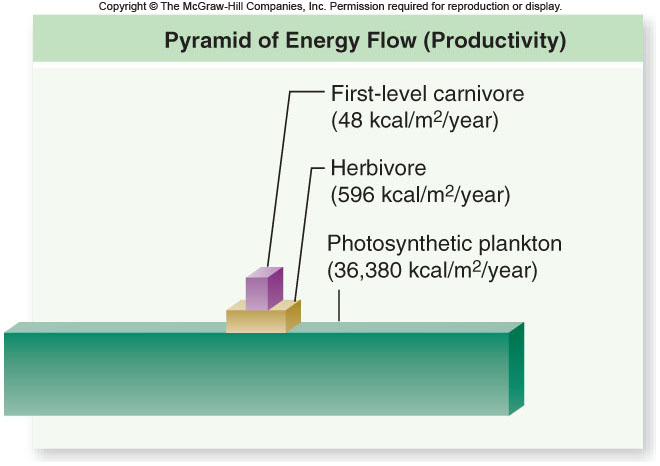 Copyright © The McGraw-Hill Companies, Inc. Permission required for reproduction or display.
Pyramid of Energy Flow (Productivity)
First-level carnivore
(48 kcal/m²/year)
Herbivore
(596 kcal/m²/year)
Photosynthetic plankton
(36,380 kcal/m²/year)